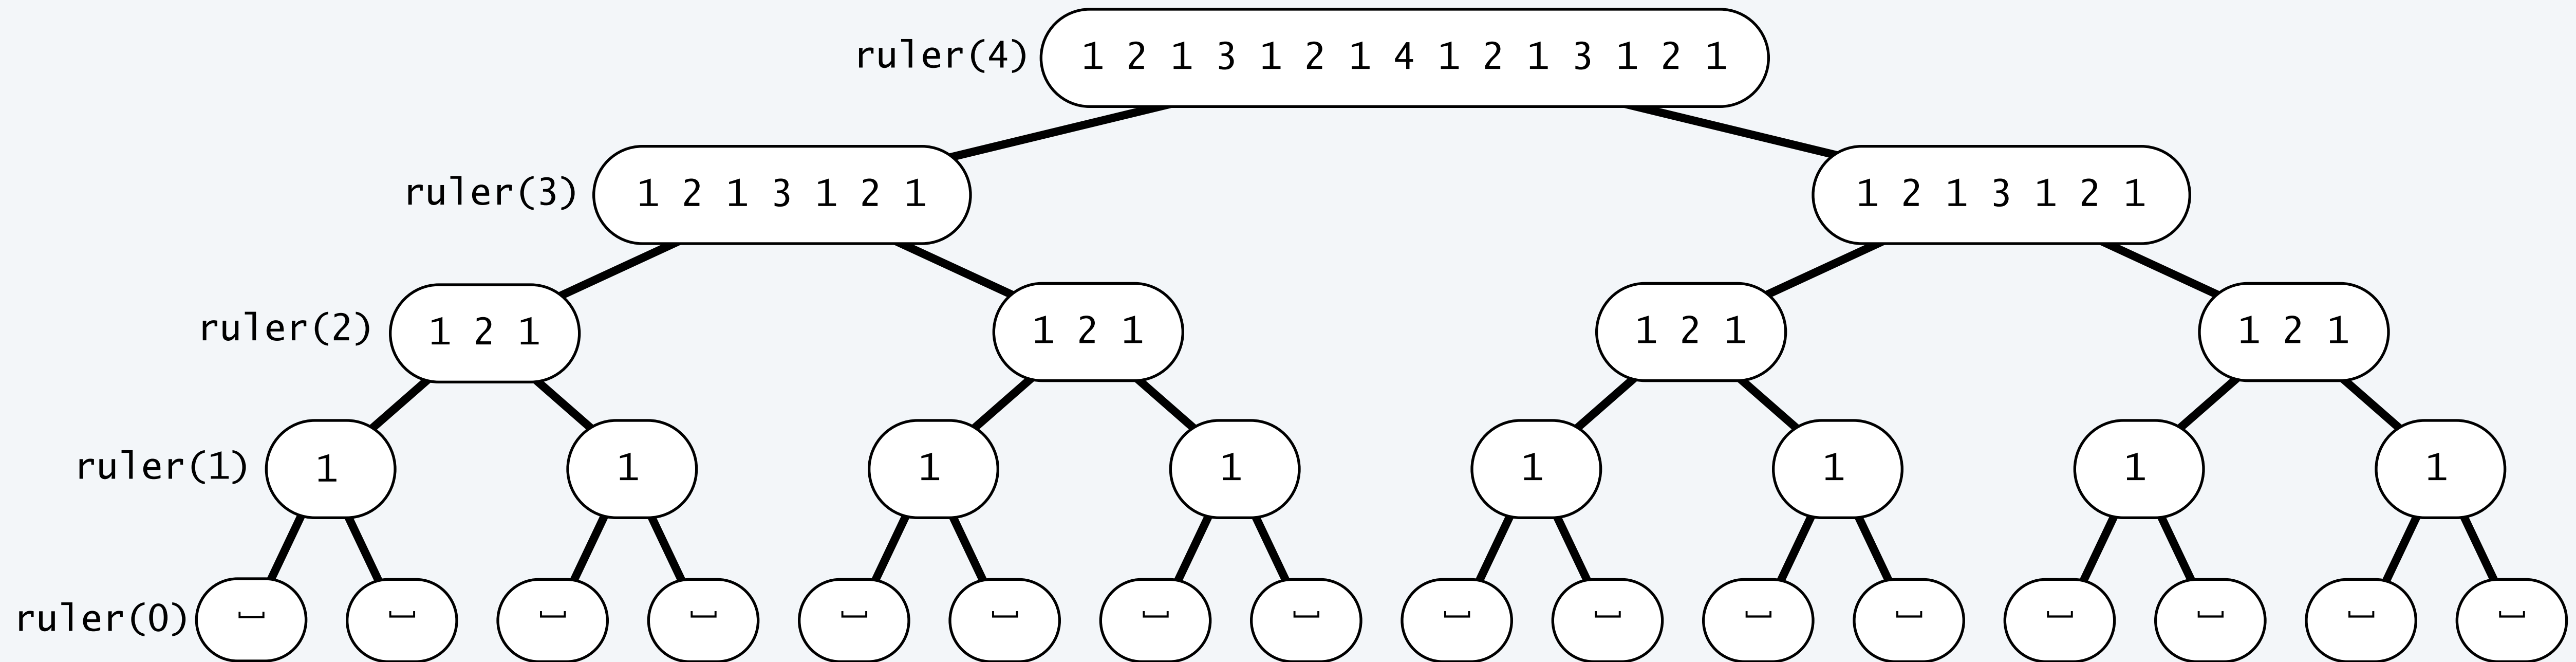 ruler(4) 1 2 1 3 1 2 1 4 1 2 1 3 1 2 1
ruler(3) 1 2 1 3 1 2 1 1 2 1 3 1 2 1
ruler(2) 1 2 1 1 2 1 1 2 1 1 2 1
ruler(1) 1 1 1 1 1 1 1 1
ruler(0) ␣ ␣ ␣ ␣ ␣ ␣ ␣ ␣ ␣ ␣ ␣ ␣ ␣ ␣ ␣ ␣